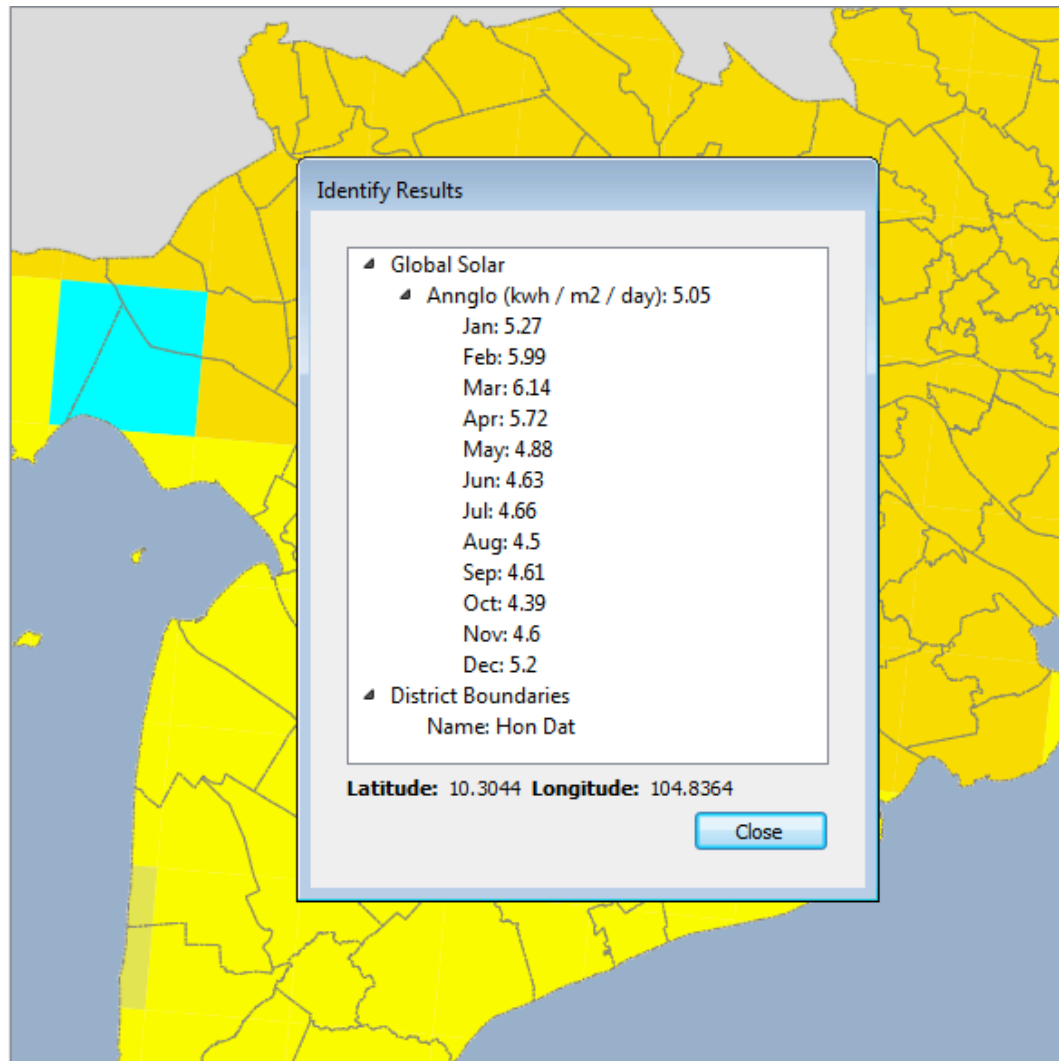 Identify Results
Global Solar
Annglo (kwh / m2 / day): 5.05
Jan: 5.27
Feb: 5.99
Mar: 6.14
Apr: 5.72
May: 4.88
Jun: 4.63
Jul: 4.66
Aug: 4.5
Sep: 4.61
Oct: 4.39
Nov: 4.6
Dec: 5.2
District Boundaries
Name: Hon Dat
Latitude: 10.3044 Longitude: 104.8364
Close